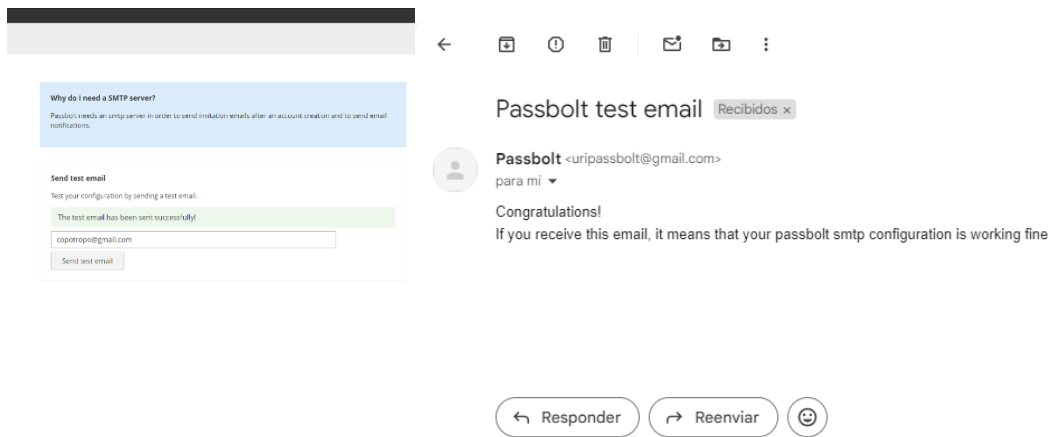 Why do I need a SMTP server?
Passbolt needs an smtp server in order to send invitation emails after an account creation and to send email
notifications.
Send test email
Test your configuration by sending a test email.
The test email has been sent successfully!
copotropo@gmail.com
Send test email
Passbolt test email Recibidos ×
Passbolt <uripassbolt@gmail.com>
para mí
Congratulations!
If you receive this email, it means that your passbolt smtp configuration is working fine
Responder
Reenviar